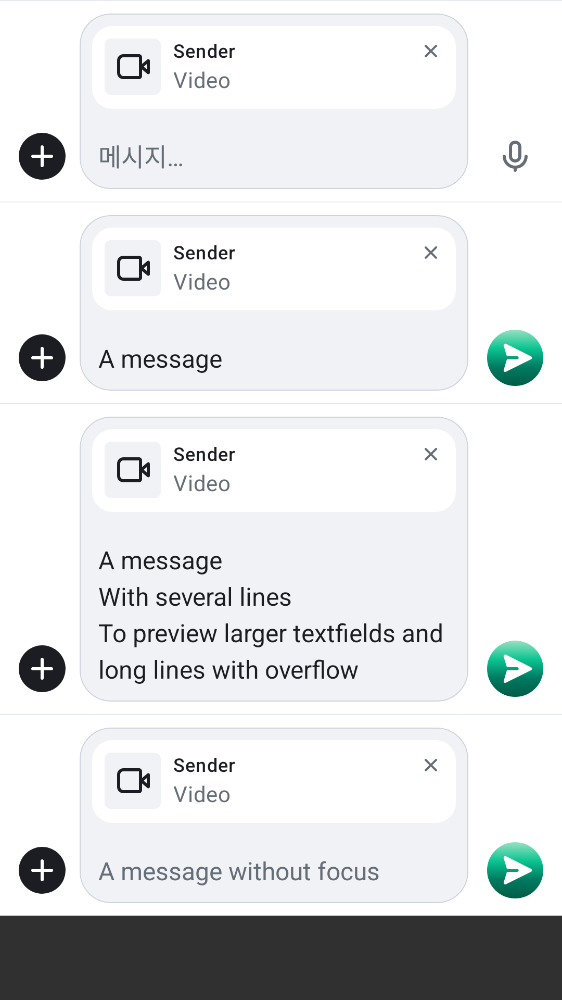 Sender
Video
메시지…
Sender
Video
A message
Sender
Video
A message
With several lines
To preview larger textfields and
long lines with overflow
Sender
Video
A message without focus